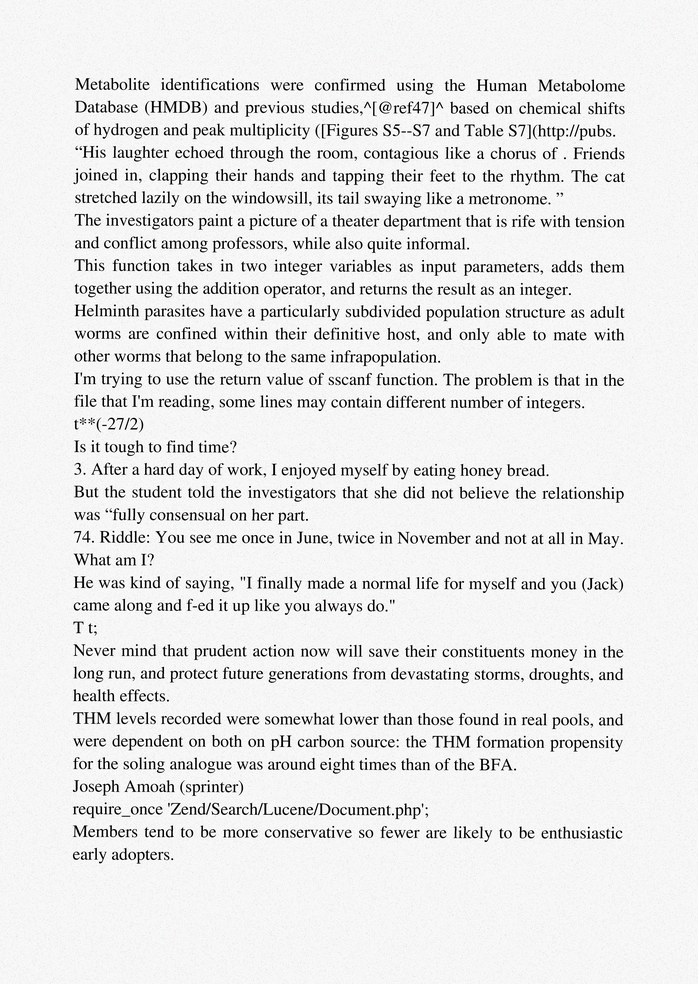 Metabolite identifications were confirmed using the Human Metabolome
Database (HMDB) and previous studies,^[@ref47]^ based on chemical shifts
of hydrogen and peak multiplicity ([Figures S5--S7 and Table S7](http://pubs.
“His laughter echoed through the room, contagious like a chorus of . Friends
joined in, clapping their hands and tapping their feet to the rhythm. The cat
stretched lazily on the windowsill, its tail swaying like a metronome. ”
The investigators paint a picture of a theater department that is rife with tension
and conflict among professors, while also quite informal.
This function takes in two integer variables as input parameters, adds them
together using the addition operator, and returns the result as an integer.
Helminth parasites have a particularly subdivided population structure as adult
worms are confined within their definitive host, and only able to mate with
other worms that belong to the same infrapopulation.
I'm trying to use the return value of sscanf function. The problem is that in the
file that I'm reading, some lines may contain different number of integers.
t**(-27/2)
Is it tough to find time?
3. After a hard day of work, I enjoyed myself by eating honey bread.
But the student told the investigators that she did not believe the relationship
was “fully consensual on her part.
74. Riddle: You see me once in June, twice in November and not at all in May.
What am I?
He was kind of saying, "I finally made a normal life for myself and you (Jack)
came along and f-ed it up like you always do."
T t;
Never mind that prudent action now will save their constituents money in the
long run, and protect future generations from devastating storms, droughts, and
health effects.
THM levels recorded were somewhat lower than those found in real pools, and
were dependent on both on pH carbon source: the THM formation propensity
for the soling analogue was around eight times than of the BFA.
Joseph Amoah (sprinter)
require_once 'Zend/Search/Lucene/Document.php';
Members tend to be more conservative so fewer are likely to be enthusiastic
early adopters.